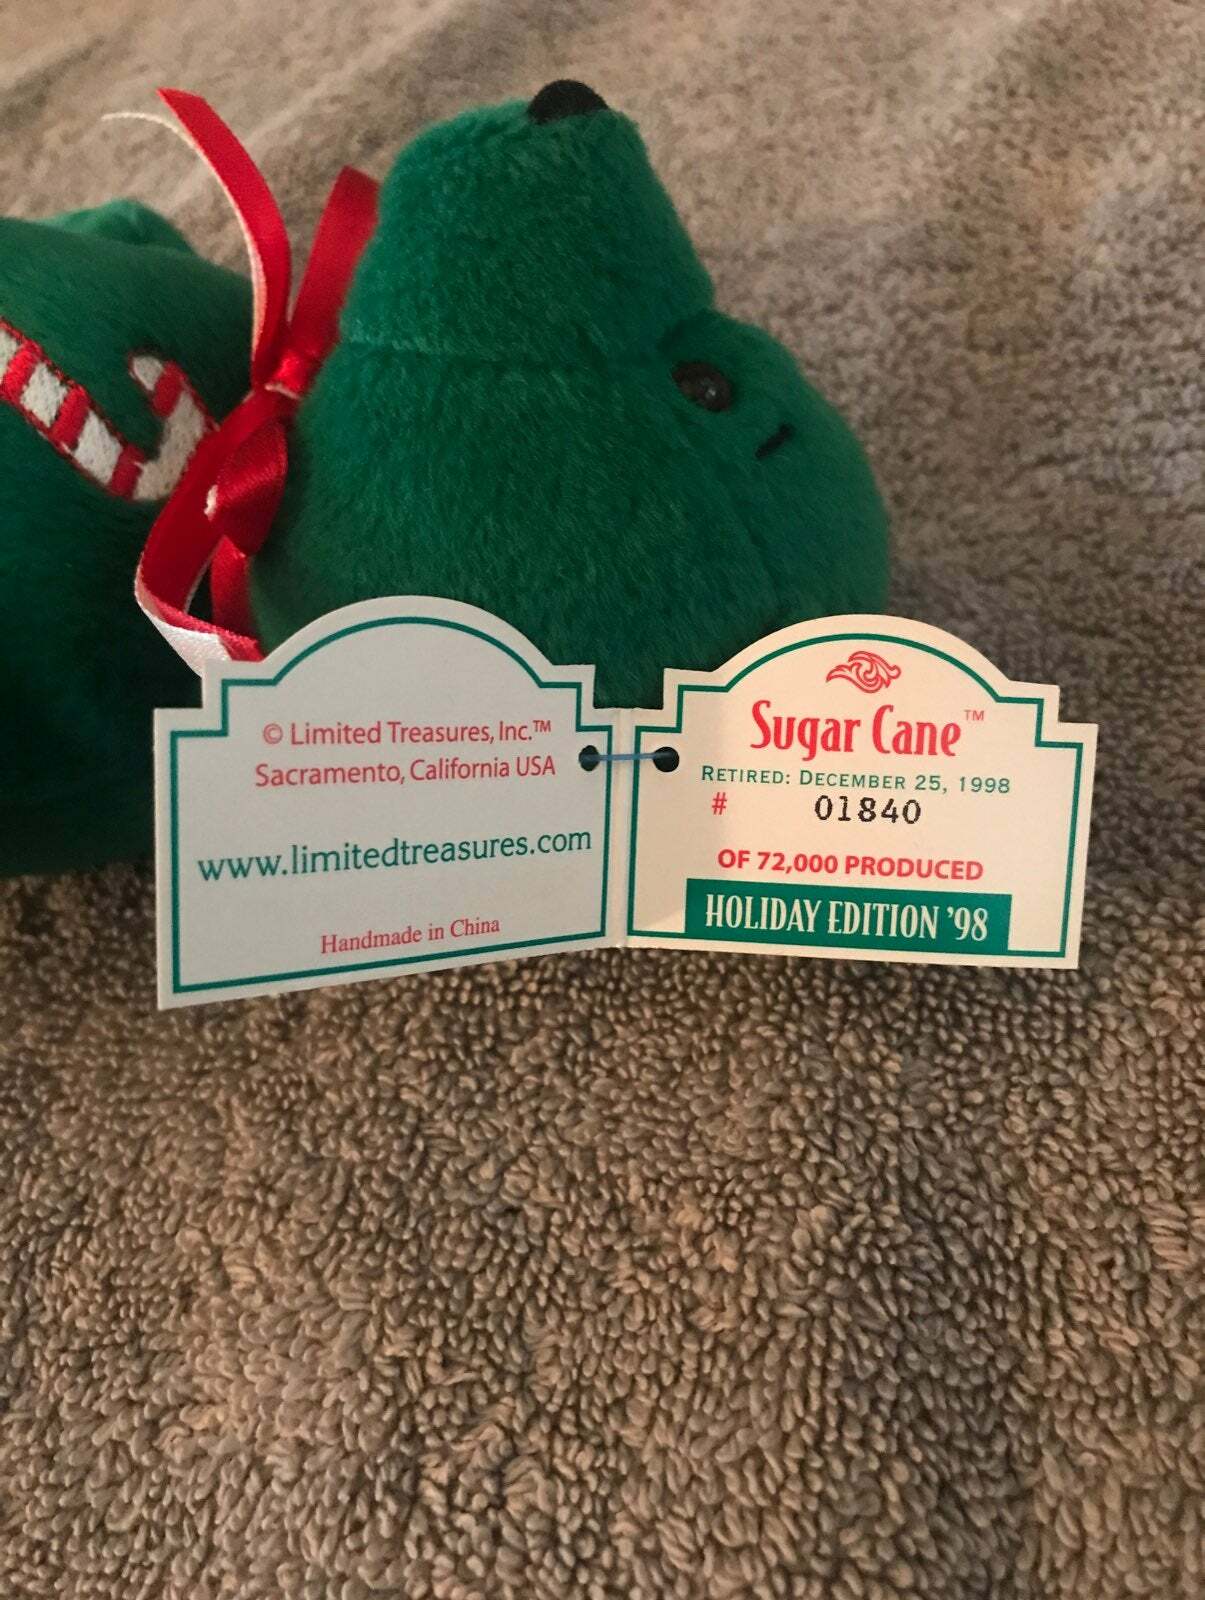 © Limited Treasures, Inc.™
Sacramento, California USA
www.limitedtreasures.com
Handmade in China
Sugar Cane™
RETIRED: DECEMBER 25, 1998
# 01840
OF 72,000 PRODUCED
HOLIDAY EDITION '98